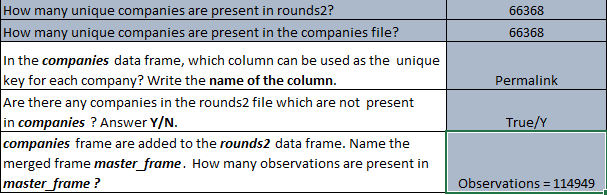 How many unique companies are present in rounds2?
66368
How many unique companies are present in the companies file?
66368
In the companies data frame, which column can be used as the unique
key for each company? Write the name of the column.
Permalink
Are there any companies in the rounds2 file which are not present
in companies ? Answer Y/N.
True/Y
companies frame are added to the rounds2 data frame. Name the
merged frame master_frame. How many observations are present in
master_frame ?
Observations = 114949